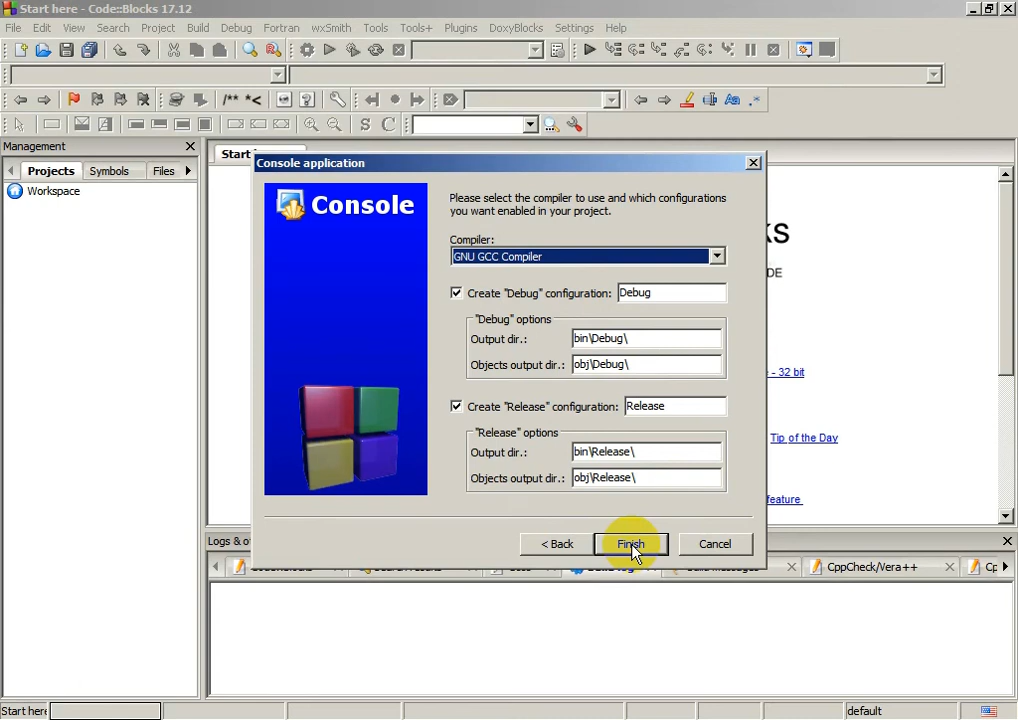 Start here - Code::Blocks 17.12
File Edit View Search Project Build Debug Fortran wxSmith Tools Tools+ Plugins DoxyBlocks Settings Help
/** *<
S C
Aa .*
Management
Projects Symbols Files
Workspace
Start
Console application
Console
Please select the compiler to use and which configurations
you want enabled in your project.
Compiler:
GNU GCC Compiler
Create "Debug" configuration: Debug
"Debug" options
Output dir.: bin\Debug\
Objects output dir.: obj\Debug\
Create "Release" configuration: Release
"Release" options
Output dir.: bin\Release\
Objects output dir.: obj\Release\
< Back Finish Cancel
KS
DE
- 32 bit
Tip of the Day
feature
Logs & o
CppCheck/Vera++ Cp
Start here default